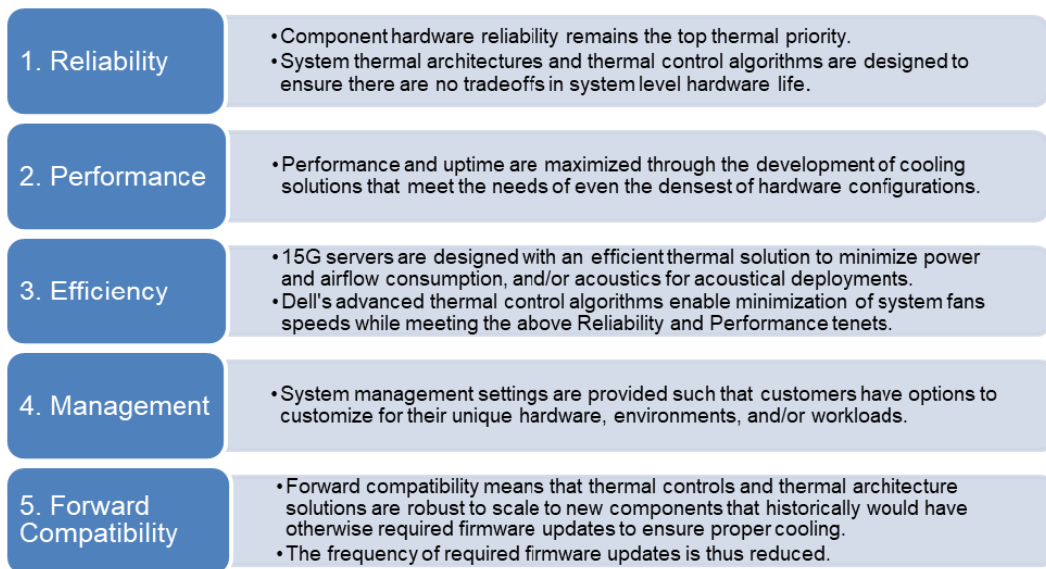 1. Reliability
•Component hardware reliability remains the top thermal priority.
•System thermal architectures and thermal control algorithms are designed to
ensure there are no tradeoffs in system level hardware life.
2. Performance
•Performance and uptime are maximized through the development of cooling
solutions that meet the needs of even the densest of hardware configurations.
3. Efficiency
•15G servers are designed with an efficient thermal solution to minimize power
and airflow consumption, and/or acoustics for acoustical deployments.
•Dell's advanced thermal control algorithms enable minimization of system fans
speeds while meeting the above Reliability and Performance tenets.
4. Management
•System management settings are provided such that customers have options to
customize for their unique hardware, environments, and/or workloads.
5. Forward
Compatibility
•Forward compatibility means that thermal controls and thermal architecture
solutions are robust to scale to new components that historically would have
otherwise required firmware updates to ensure proper cooling.
•The frequency of required firmware updates is thus reduced.